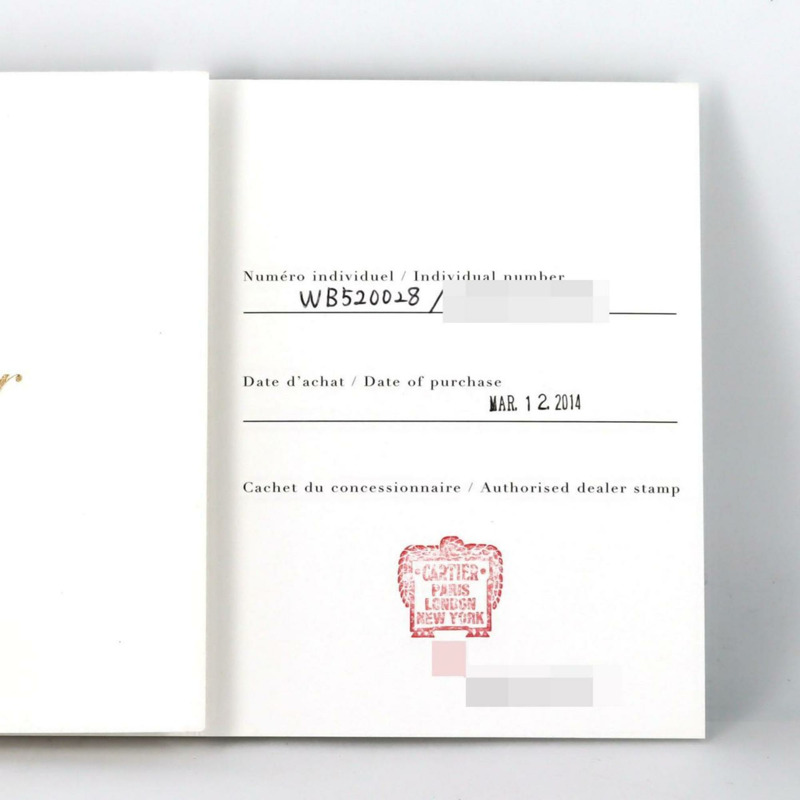 Numéro individuel / Individual number
WB520028 /
Date d'achat / Date of purchase
MAR. 12. 2014
Cachet du concessionnaire / Authorised dealer stamp
CARTIER
PARIS
LONDON
NEW YORK